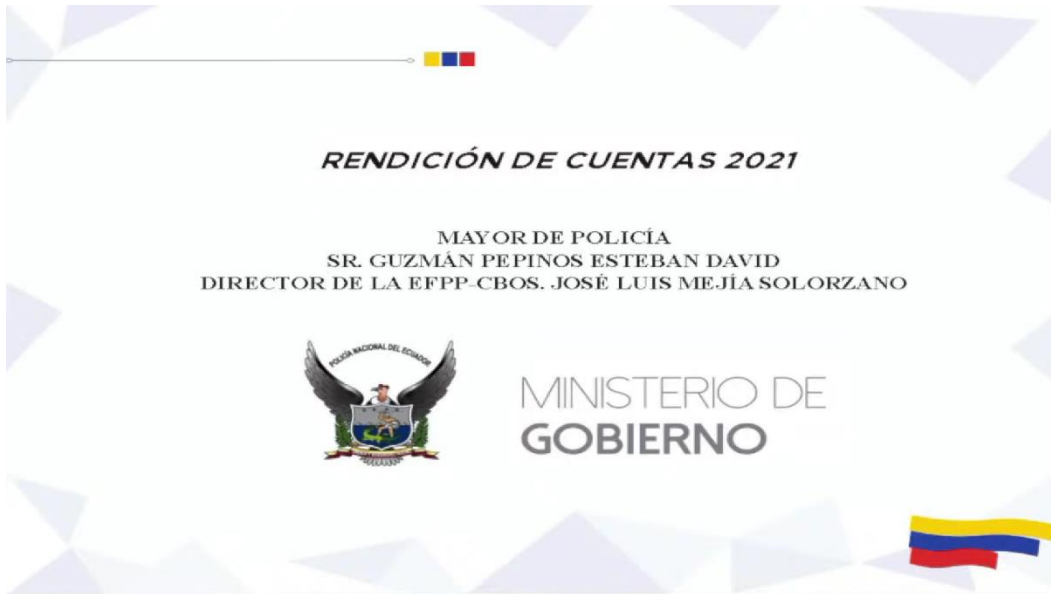 RENDICIÓN DE CUENTAS 2021
MAYOR DE POLICÍA
SR. GUZMÁN PEPINOS ESTEBAN DAVID
DIRECTOR DE LA EFPP-CBOS. JOSÉ LUIS MEJÍA SOLORZANO
POLICÍA NACIONAL DEL ECUADOR
MINISTERIO DE
GOBIERNO